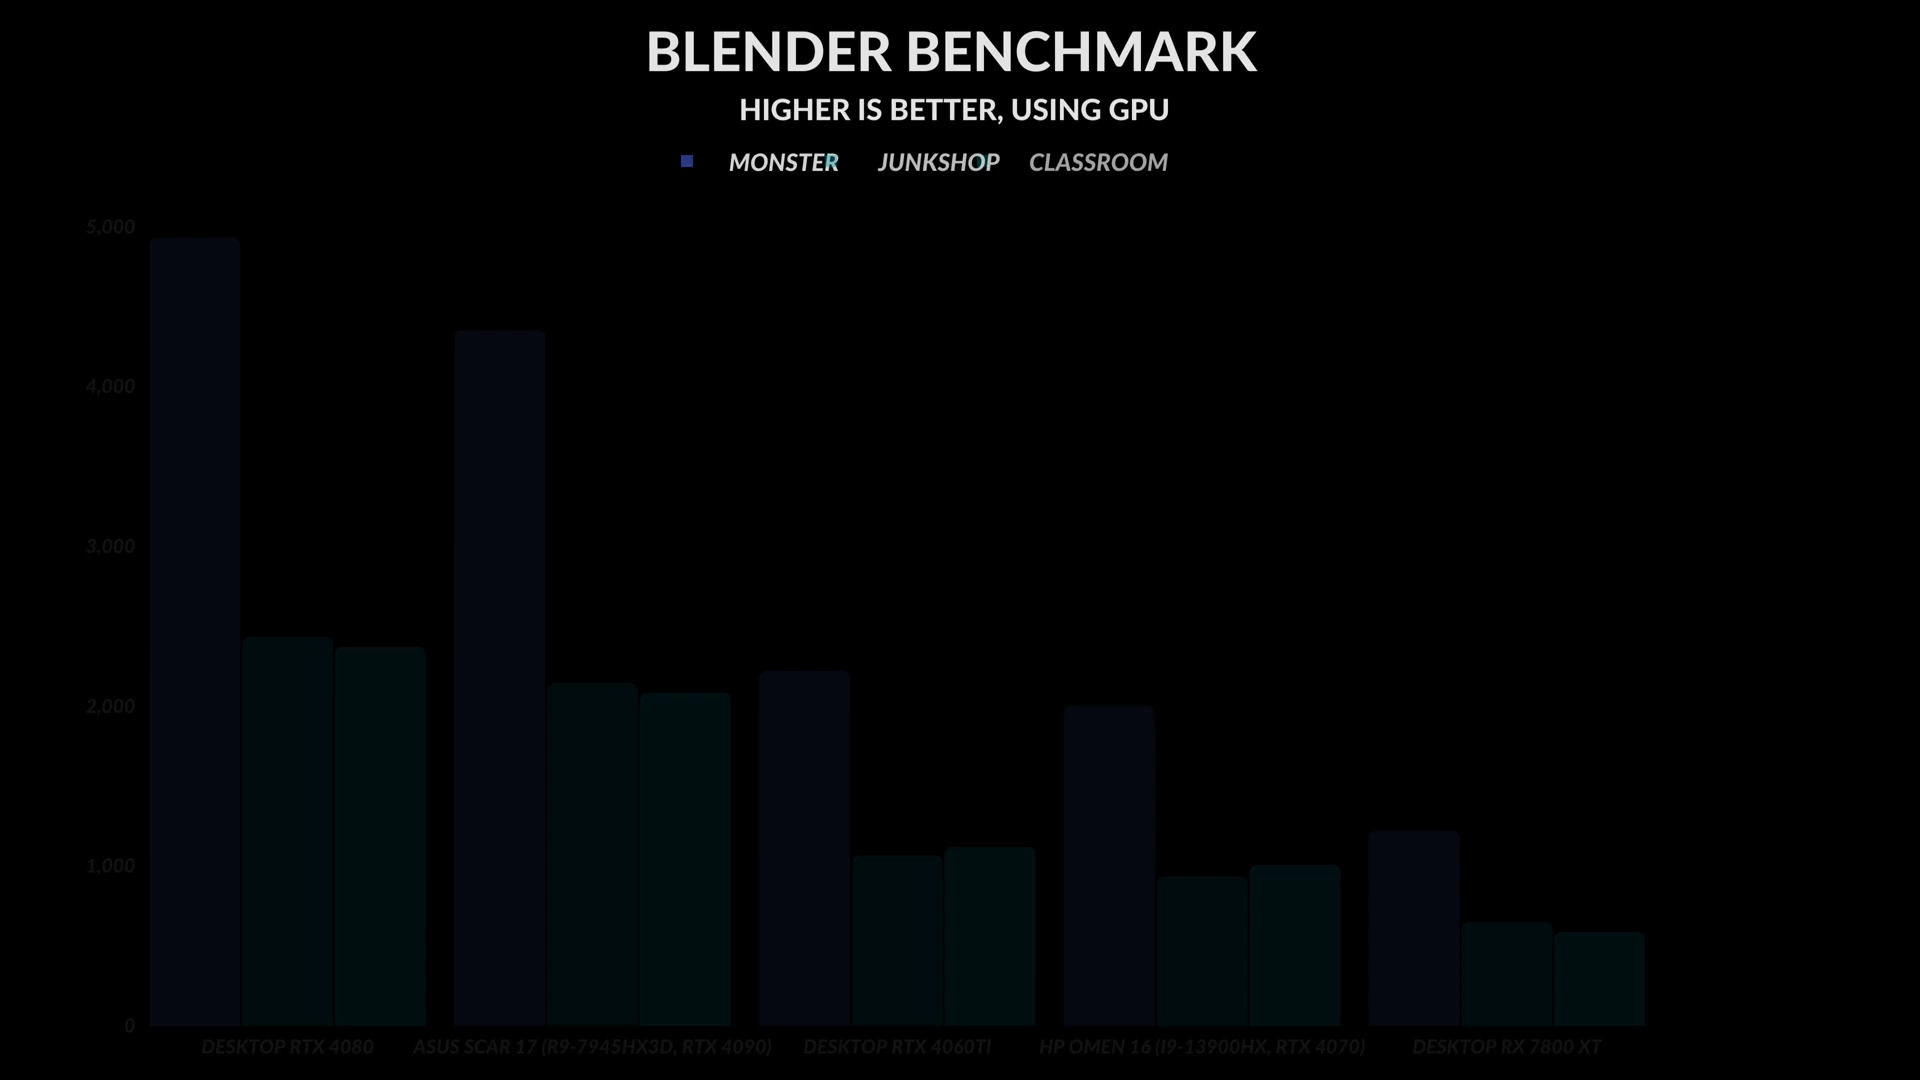 BLENDER BENCHMARK
HIGHER IS BETTER, USING GPU
MONSTER JUNKSHOP CLASSROOM
5,000
4,000
3,000
2,000
1,000
0
DESKTOP RTX 4080 ASUS SCAR 17 (R9-7945HX3D, RTX 4090) DESKTOP RTX 4060TI HP OMEN 16 (I9-13900HX, RTX 4070) DESKTOP RX 7800 XT